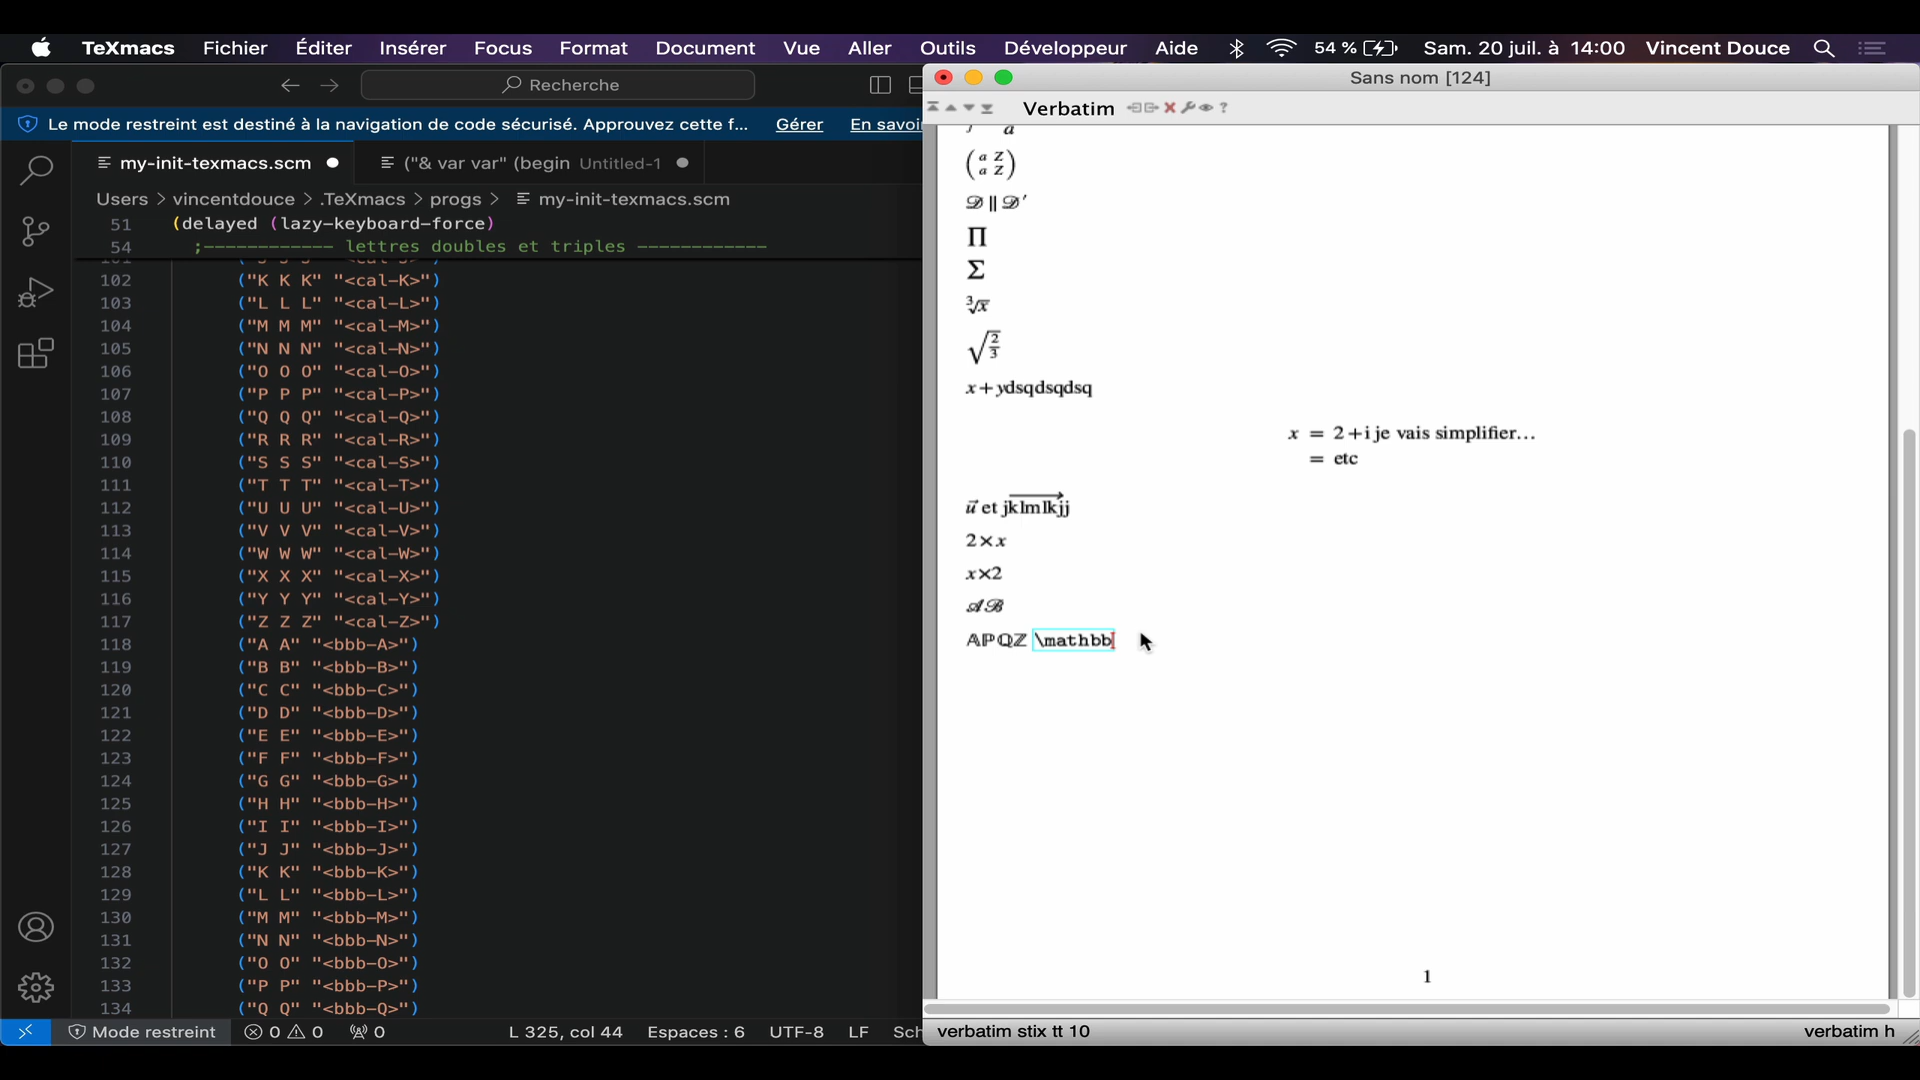 TeXmacs Fichier Éditer Insérer Focus Format Document Vue Aller Outils Développeur Aide 54 % Sam. 20 juil. à 14:00 Vincent Douce
Recherche
Le mode restreint est destiné à la navigation de code sécurisé. Approuvez cette f... Gérer En savoi
my-init-texmacs.scm ("& var var" (begin Untitled-1
Users > vincentdouce > .TeXmacs > progs > my-init-texmacs.scm
51 (delayed (lazy-keyboard-force)
54 ;------------ lettres doubles et triples ------------
102 ("K K K" "<cal-K>")
103 ("L L L" "<cal-L>")
104 ("M M M" "<cal-M>")
105 ("N N N" "<cal-N>")
106 ("O O O" "<cal-O>")
107 ("P P P" "<cal-P>")
108 ("Q Q Q" "<cal-Q>")
109 ("R R R" "<cal-R>")
110 ("S S S" "<cal-S>")
111 ("T T T" "<cal-T>")
112 ("U U U" "<cal-U>")
113 ("V V V" "<cal-V>")
114 ("W W W" "<cal-W>")
115 ("X X X" "<cal-X>")
116 ("Y Y Y" "<cal-Y>")
117 ("Z Z Z" "<cal-Z>")
118 ("A A" "<bbb-A>")
119 ("B B" "<bbb-B>")
120 ("C C" "<bbb-C>")
121 ("D D" "<bbb-D>")
122 ("E E" "<bbb-E>")
123 ("F F" "<bbb-F>")
124 ("G G" "<bbb-G>")
125 ("H H" "<bbb-H>")
126 ("I I" "<bbb-I>")
127 ("J J" "<bbb-J>")
128 ("K K" "<bbb-K>")
129 ("L L" "<bbb-L>")
130 ("M M" "<bbb-M>")
131 ("N N" "<bbb-N>")
132 ("O O" "<bbb-O>")
133 ("P P" "<bbb-P>")
134 ("Q Q" "<bbb-Q>")
Mode restreint 0 0 0 L 325, col 44 Espaces : 6 UTF-8 LF Sch
Sans nom [124]
Verbatim ?
a
(a Z
a Z)
𝒟 ∥ 𝒟′
∏
∑
∛x
√(2/3)
x+ydsqdsqdsq
x = 2+i je vais simplifier...
= etc
u⃗ et jklmlkjj
2×x
x×2
𝒜ℬ
𝔸ℙℚℤ \mathbb
1
verbatim stix tt 10 verbatim h